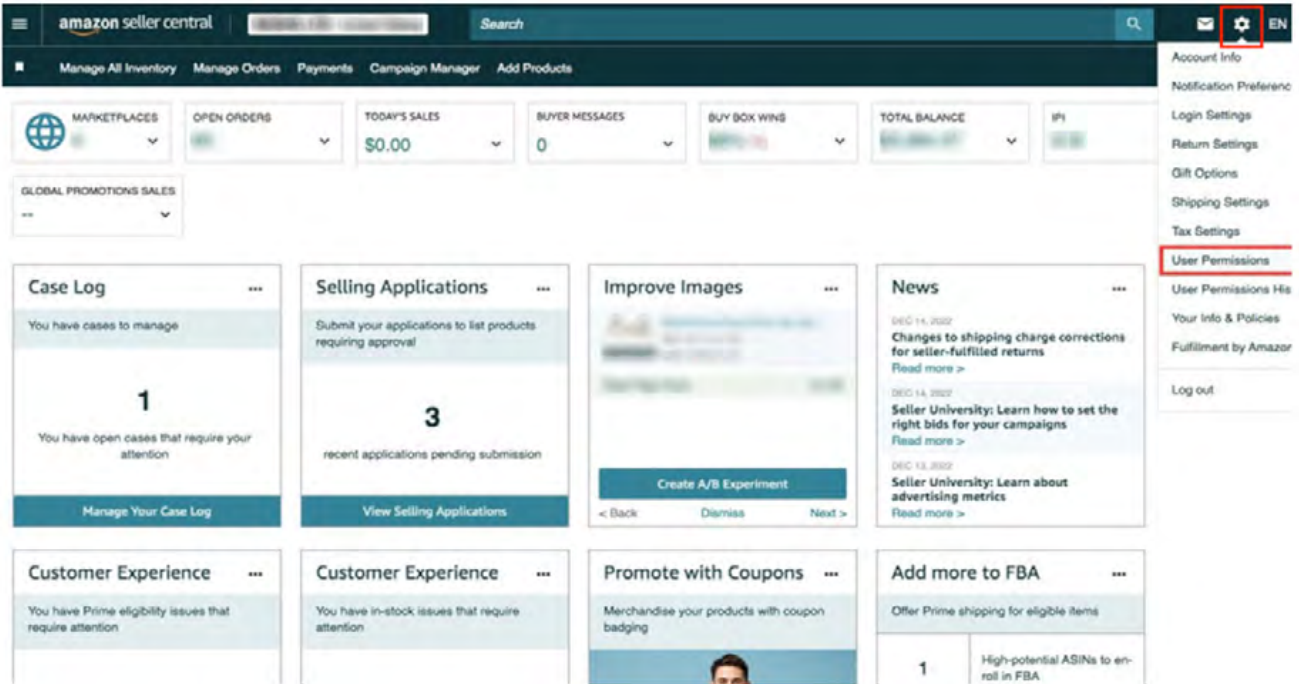 amazon seller central
Search
EN
Manage All Inventory Manage Orders Payments Campaign Manager Add Products
Account Info
Notification Preferenc
Login Settings
Return Settings
Gift Options
Shipping Settings
Tax Settings
User Permissions
User Permissions His
Your Info & Policies
Fulfillment by Amazon
Log out
MARKETPLACES
OPEN ORDERS
TODAY'S SALES
$0.00
BUYER MESSAGES
0
BUY BOX WINS
TOTAL BALANCE
IPI
GLOBAL PROMOTIONS SALES
--
Case Log
You have cases to manage
1
You have open cases that require your
attention
Manage Your Case Log
Selling Applications
Submit your applications to list products
requiring approval
3
recent applications pending submission
View Selling Applications
Improve Images
Create A/B Experiment
< Back Dismiss Next >
News
DEC 14, 2022
Changes to shipping charge corrections
for seller-fulfilled returns
Read more >
DEC 14, 2022
Seller University: Learn how to set the
right bids for your campaigns
Read more >
DEC 13, 2022
Seller University: Learn about
advertising metrics
Read more >
Customer Experience
You have Prime eligibility issues that
require attention
Customer Experience
You have in-stock issues that require
attention
Promote with Coupons
Merchandise your products with coupon
badging
Add more to FBA
Offer Prime shipping for eligible items
1
High-potential ASINs to en-
roll in FBA